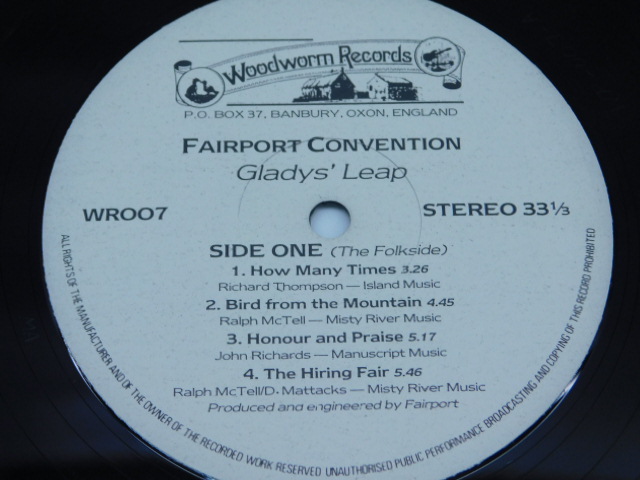 Woodworm Records
P.O. BOX 37, BANBURY, OXON, ENGLAND
FAIRPORT CONVENTION
Gladys' Leap
WR007
STEREO 33⅓
SIDE ONE (The Folkside)
1. How Many Times 3.26
Richard Thompson — Island Music
2. Bird from the Mountain 4.45
Ralph McTell — Misty River Music
3. Honour and Praise 5.17
John Richards — Manuscript Music
4. The Hiring Fair 5.46
Ralph McTell/D. Mattacks — Misty River Music
Produced and engineered by Fairport
ALL RIGHTS OF THE MANUFACTURER AND OF THE OWNER OF THE RECORDED WORK RESERVED UNAUTHORISED PUBLIC PERFORMANCE BROADCASTING AND COPYING OF THIS RECORD PROHIBITED